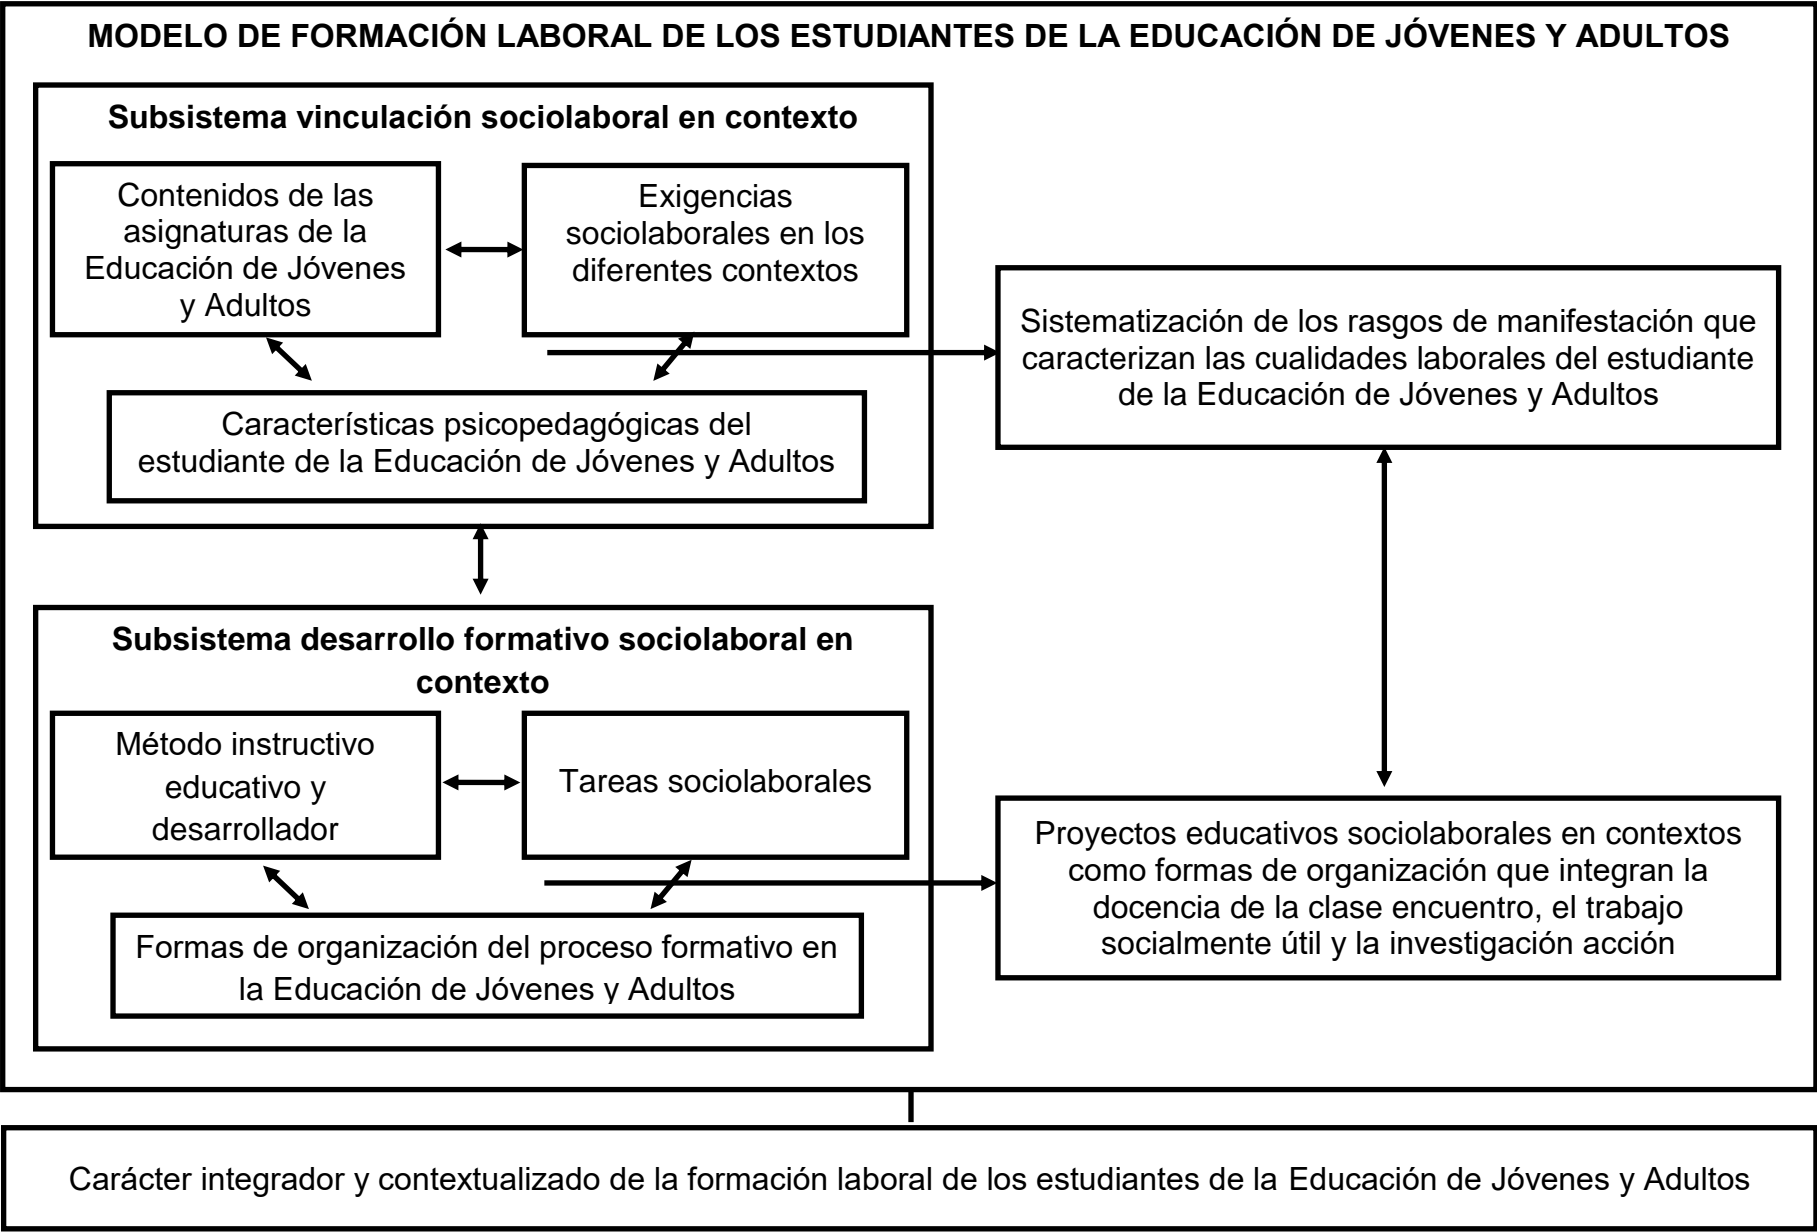 MODELO DE FORMACIÓN LABORAL DE LOS ESTUDIANTES DE LA EDUCACIÓN DE JÓVENES Y ADULTOS
Subsistema vinculación sociolaboral en contexto
Contenidos de las
asignaturas de la
Educación de Jóvenes
y Adultos
Exigencias
sociolaborales en los
diferentes contextos
Características psicopedagógicas del
estudiante de la Educación de Jóvenes y Adultos
Sistematización de los rasgos de manifestación que
caracterizan las cualidades laborales del estudiante
de la Educación de Jóvenes y Adultos
Subsistema desarrollo formativo sociolaboral en
contexto
Método instructivo
educativo y
desarrollador
Tareas sociolaborales
Formas de organización del proceso formativo en
la Educación de Jóvenes y Adultos
Proyectos educativos sociolaborales en contextos
como formas de organización que integran la
docencia de la clase encuentro, el trabajo
socialmente útil y la investigación acción
Carácter integrador y contextualizado de la formación laboral de los estudiantes de la Educación de Jóvenes y Adultos